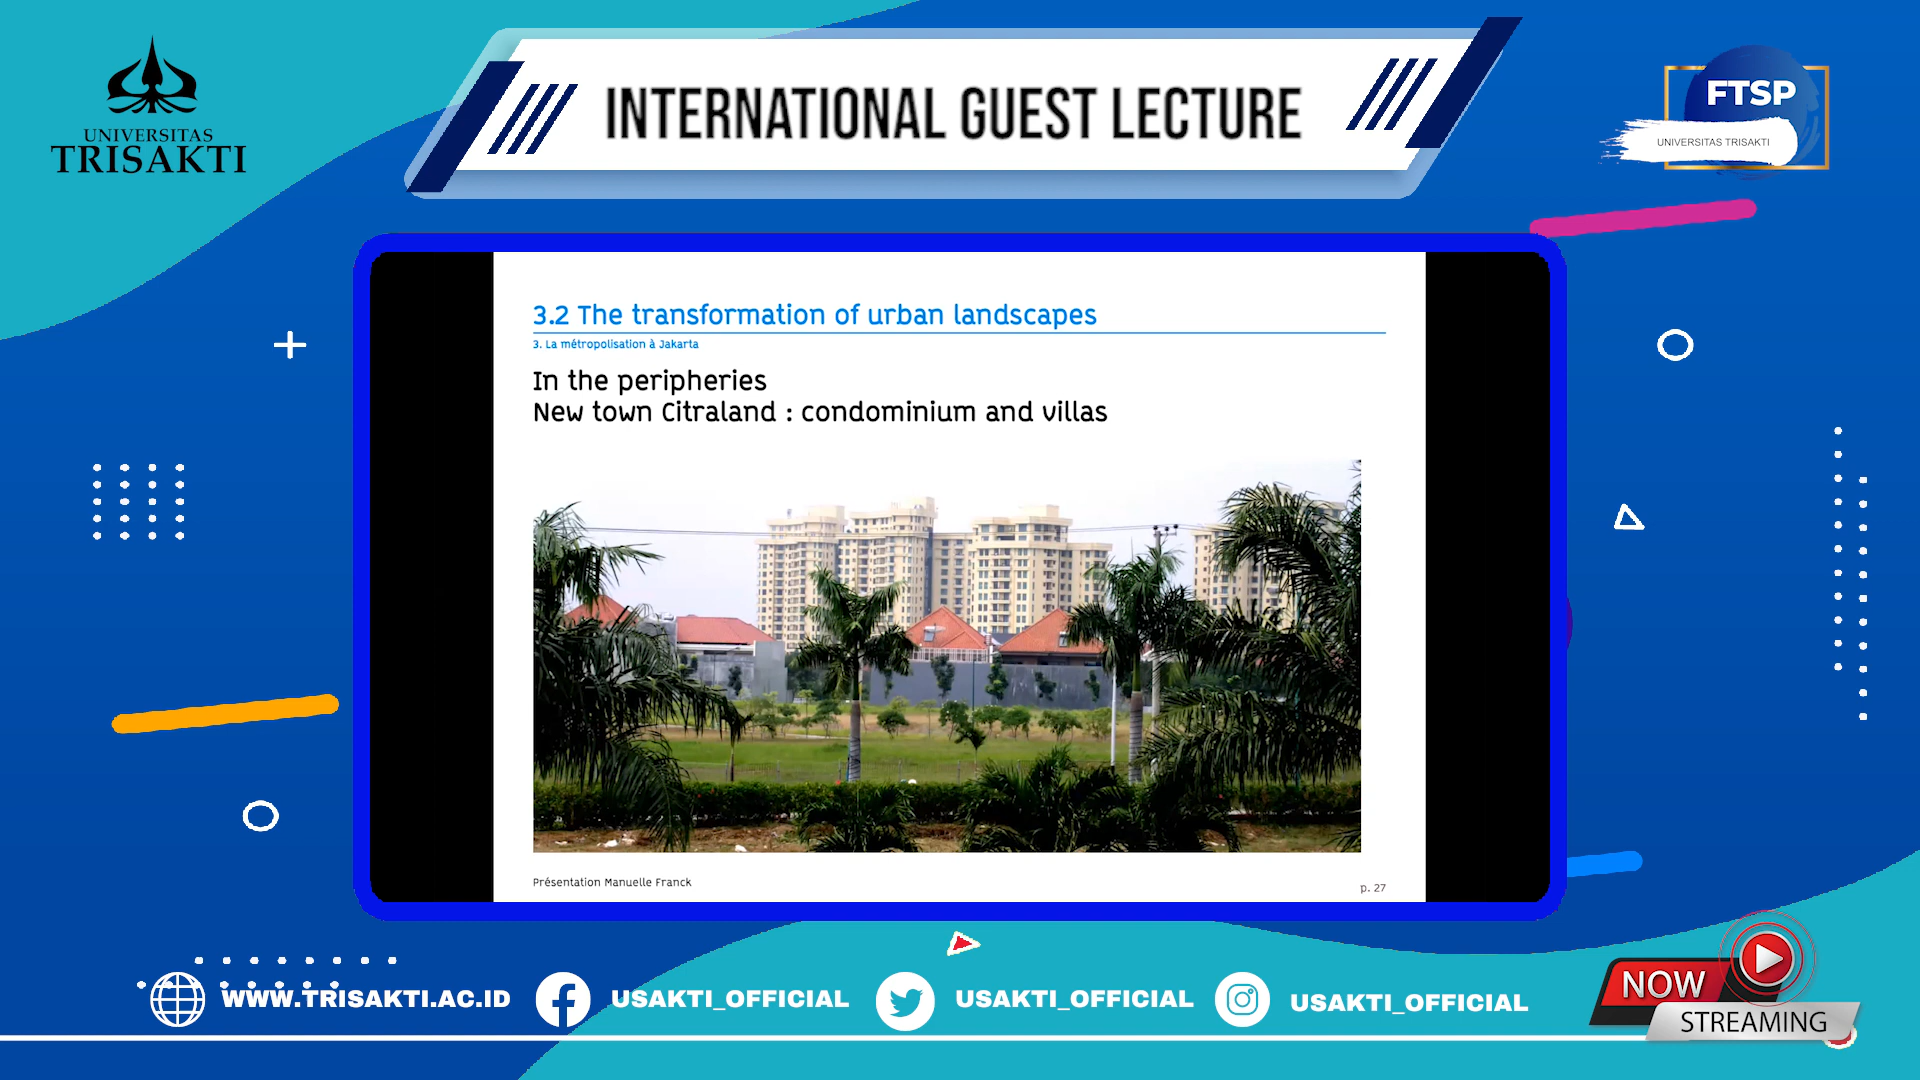 UNIVERSITAS
TRISAKTI
INTERNATIONAL GUEST LECTURE
FTSP
UNIVERSITAS TRISAKTI
3.2 The transformation of urban landscapes
3. La métropolisation à Jakarta
In the peripheries
New town Citraland : condominium and villas
Présentation Manuelle Franck
p. 27
WWW.TRISAKTI.AC.ID
USAKTI_OFFICIAL
USAKTI_OFFICIAL
USAKTI_OFFICIAL
NOW
STREAMING